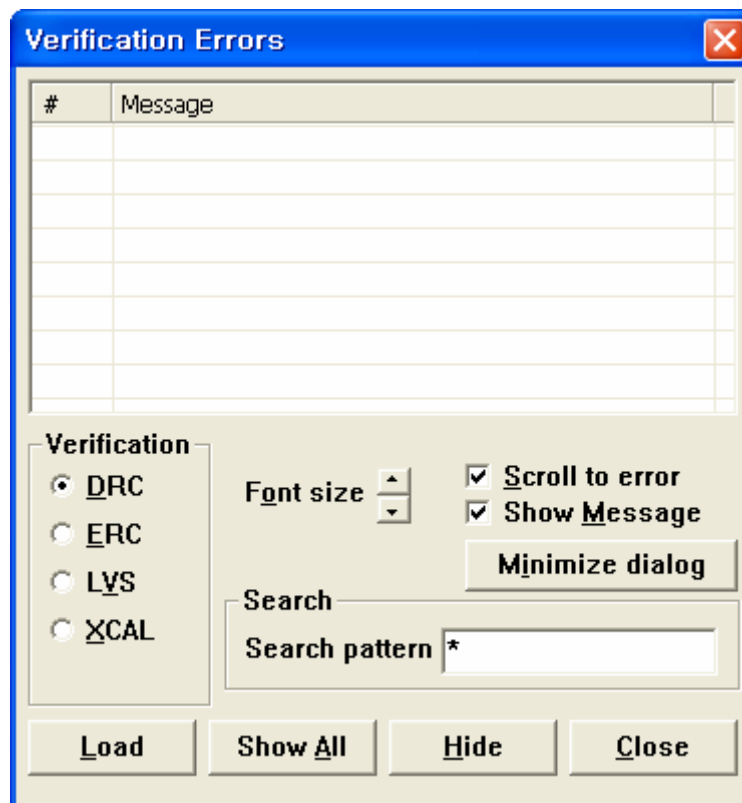 Verification Errors
# Message
Verification
DRC
ERC
LVS
XCAL
Font size
Scroll to error
Show Message
Minimize dialog
Search
Search pattern *
Load Show All Hide Close